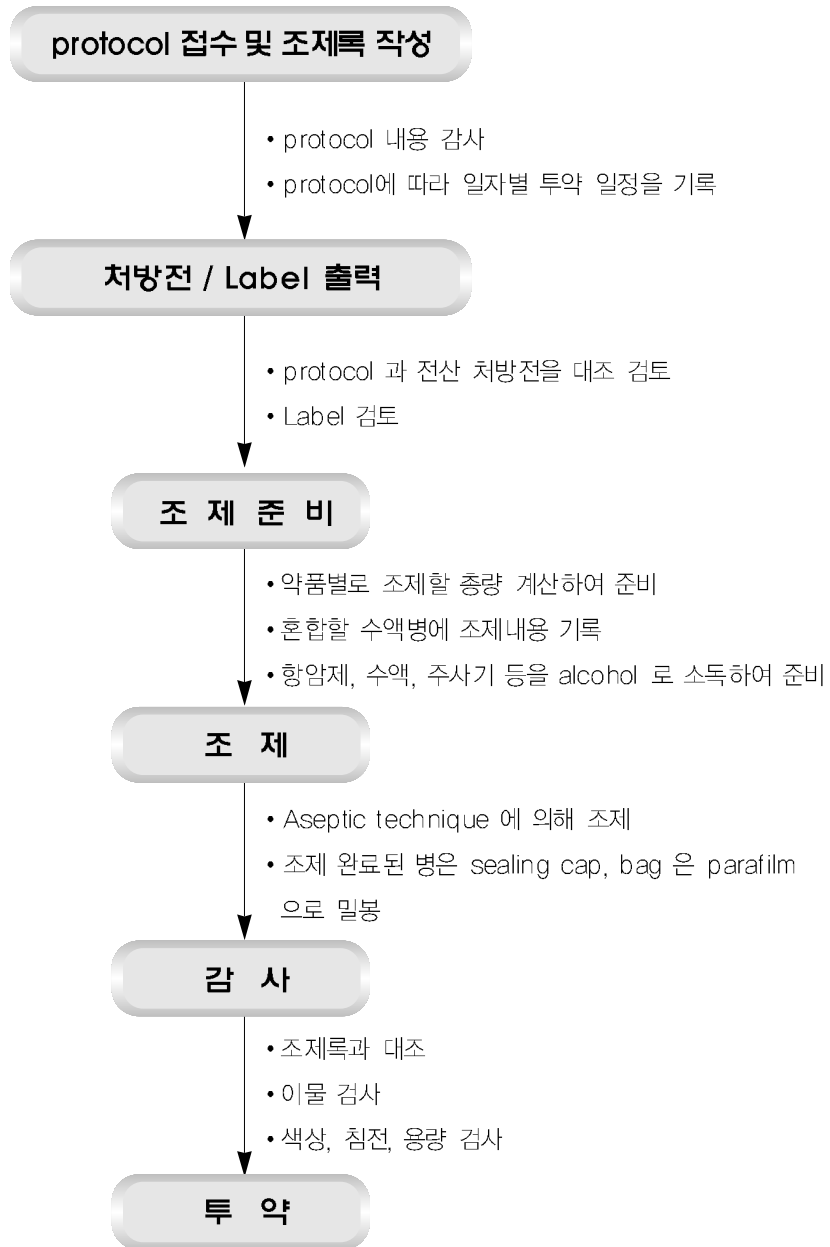 protocol 접수 및 조제록 작성
• protocol 내용 감사
• protocol에 따라 일자별 투약 일정을 기록
처방전 / Label 출력
• protocol 과 전산 처방전을 대조 검토
• Label 검토
조 제 준 비
• 약품별로 조제할 총량 계산하여 준비
• 혼합할 수액병에 조제내용 기록
• 항암제, 수액, 주사기 등을 alcohol 로 소독하여 준비
조 제
• Aseptic technique 에 의해 조제
• 조제 완료된 병은 sealing cap, bag 은 parafilm
으로 밀봉
감 사
• 조제록과 대조
• 이물 검사
• 색상, 침전, 용량 검사
투 약